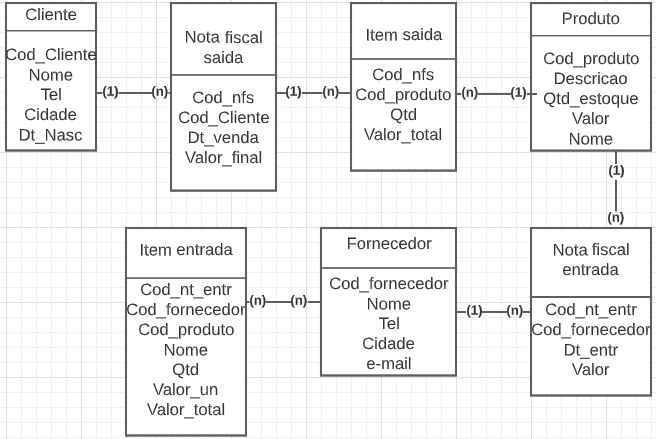 Cliente
Cod_Cliente
Nome
Tel
Cidade
Dt_Nasc
(1)
(n)
Nota fiscal
saida
Cod_nfs
Cod_Cliente
Dt_venda
Valor_final
(1)
(n)
Item saida
Cod_nfs
Cod_produto
Qtd
Valor_total
(n)
(1)
Produto
Cod_produto
Descricao
Qtd_estoque
Valor
Nome
(1)
(n)
Item entrada
Cod_nt_entr
Cod_fornecedor
Cod_produto
Nome
Qtd
Valor_un
Valor_total
(n)
(n)
Fornecedor
Cod_fornecedor
Nome
Tel
Cidade
e-mail
(1)
(n)
Nota fiscal
entrada
Cod_nt_entr
Cod_fornecedor
Dt_entr
Valor